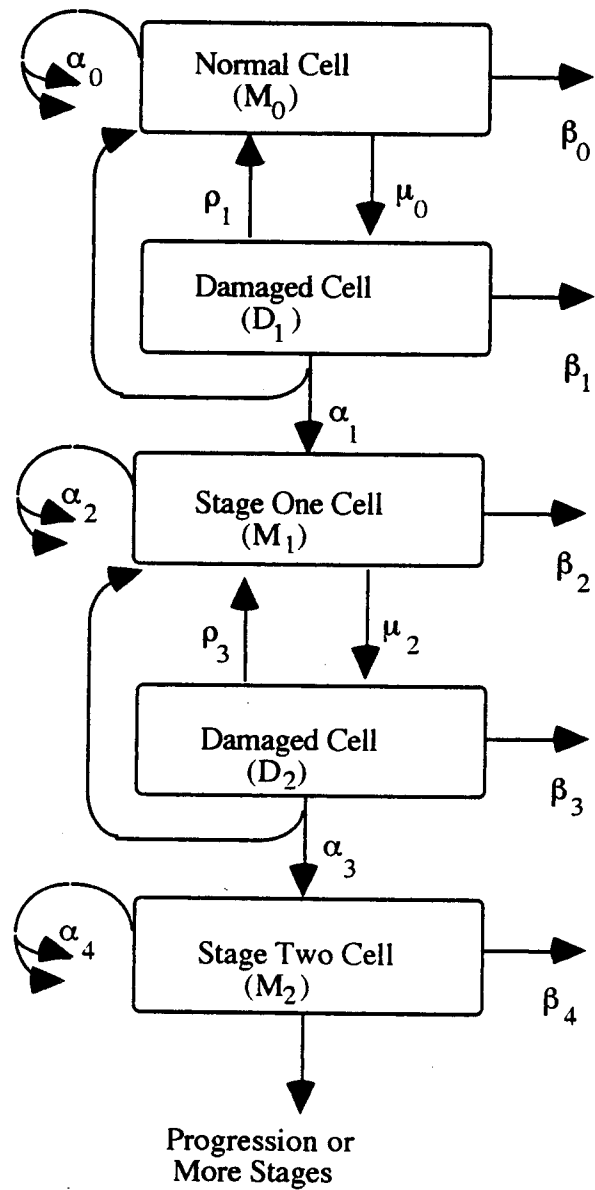 α0
Normal Cell
(M0)
β0
ρ1
μ0
Damaged Cell
(D1)
β1
α1
α2
Stage One Cell
(M1)
β2
ρ3
μ2
Damaged Cell
(D2)
β3
α3
α4
Stage Two Cell
(M2)
β4
Progression or
More Stages